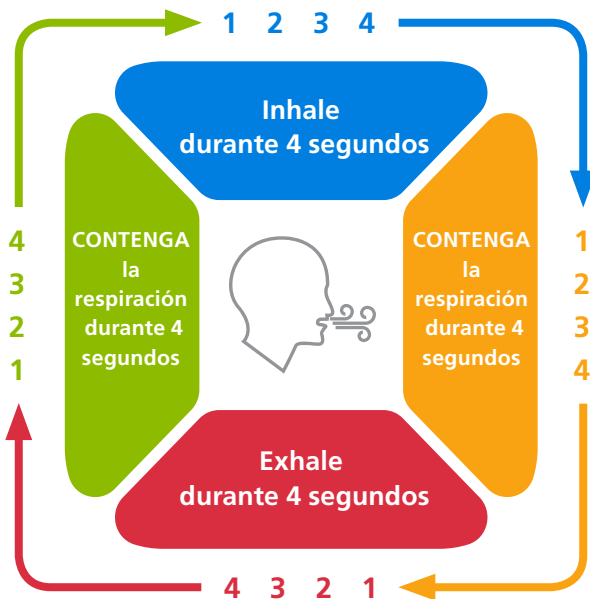 1 2 3 4
Inhale
durante 4 segundos
CONTENGA
la
respiración
durante 4
segundos
1
2
3
4
Exhale
durante 4 segundos
4 3 2 1
CONTENGA
la
respiración
durante 4
segundos
4
3
2
1